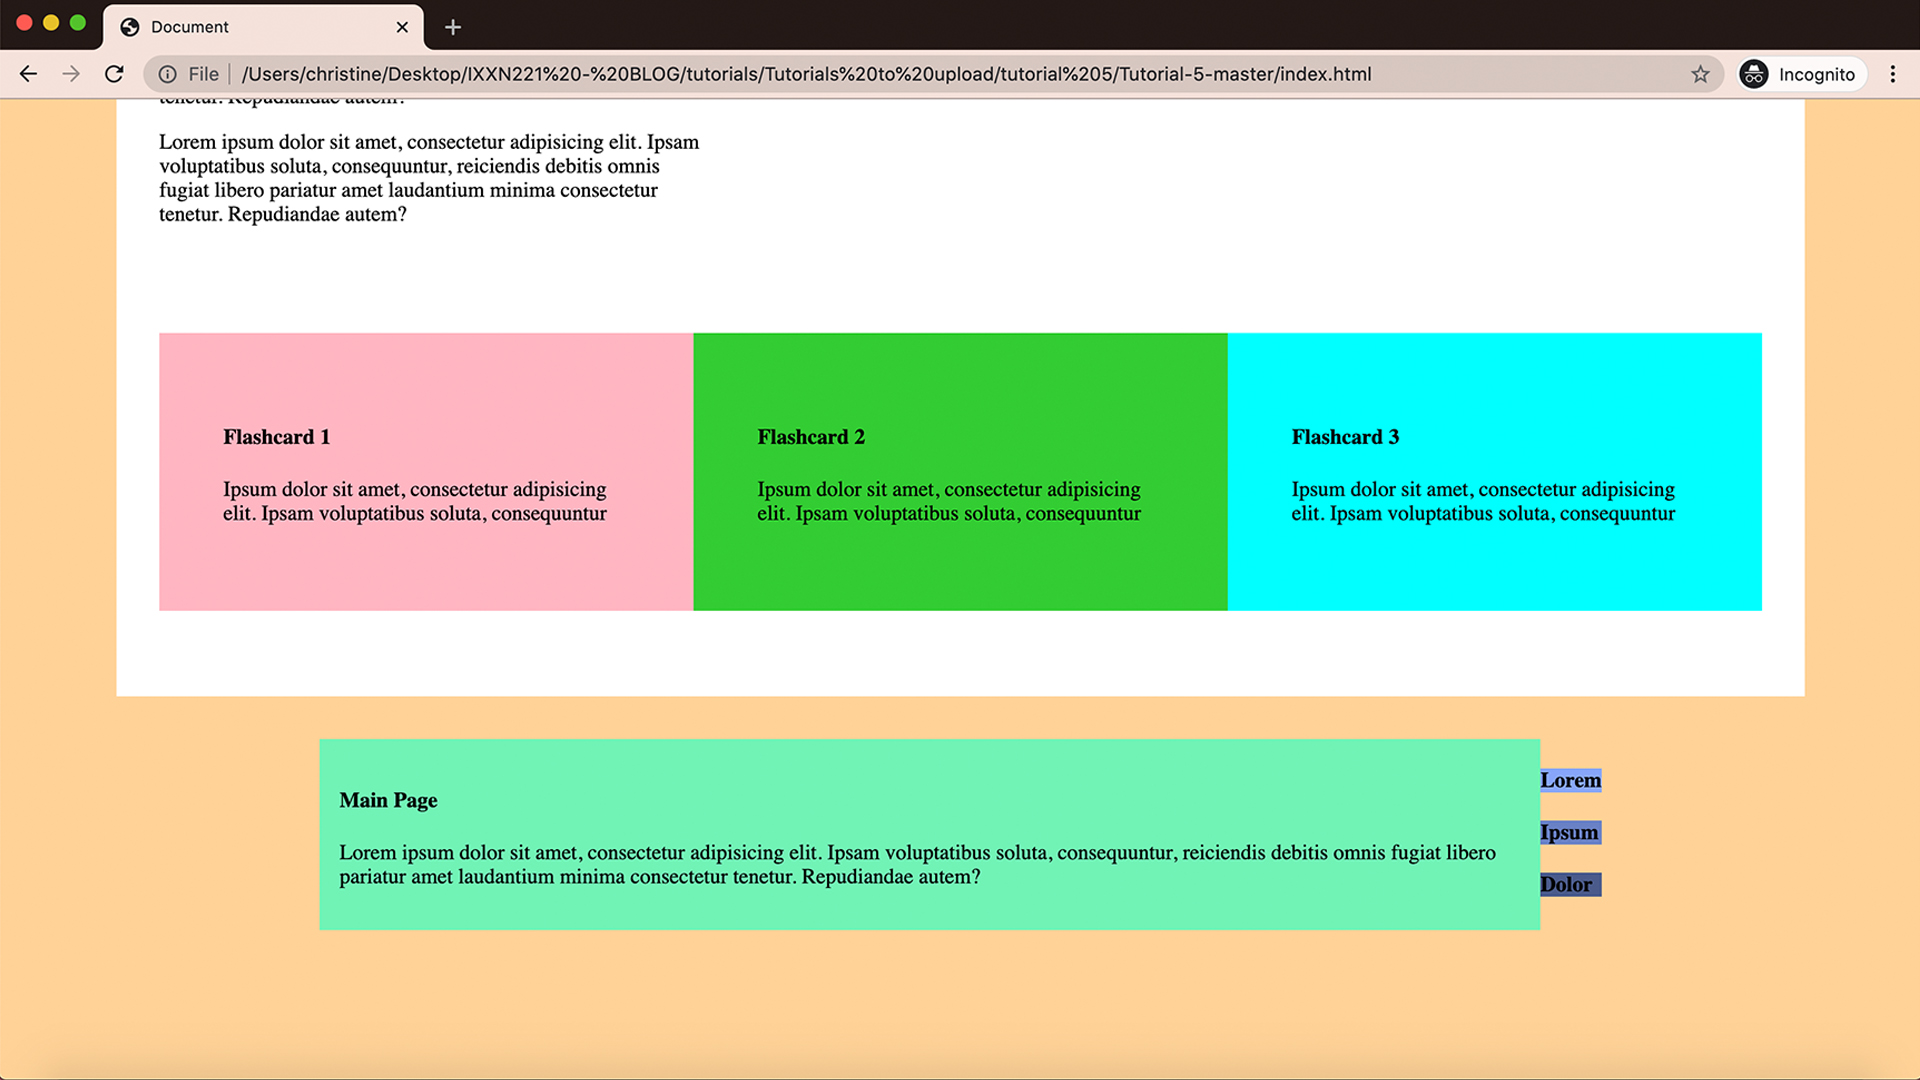 Document
File
/Users/christine/Desktop/IXXN221%20-%20BLOG/tutorials/Tutorials%20to%20upload/tutorial%205/Tutorial-5-master/index.html
Incognito
tenetur. Repudiandae autem?
Lorem ipsum dolor sit amet, consectetur adipisicing elit. Ipsam
voluptatibus soluta, consequuntur, reiciendis debitis omnis
fugiat libero pariatur amet laudantium minima consectetur
tenetur. Repudiandae autem?
Flashcard 1
Ipsum dolor sit amet, consectetur adipisicing
elit. Ipsam voluptatibus soluta, consequuntur
Flashcard 2
Ipsum dolor sit amet, consectetur adipisicing
elit. Ipsam voluptatibus soluta, consequuntur
Flashcard 3
Ipsum dolor sit amet, consectetur adipisicing
elit. Ipsam voluptatibus soluta, consequuntur
Main Page
Lorem ipsum dolor sit amet, consectetur adipisicing elit. Ipsam voluptatibus soluta, consequuntur, reiciendis debitis omnis fugiat libero
pariatur amet laudantium minima consectetur tenetur. Repudiandae autem?
Lorem
Ipsum
Dolor